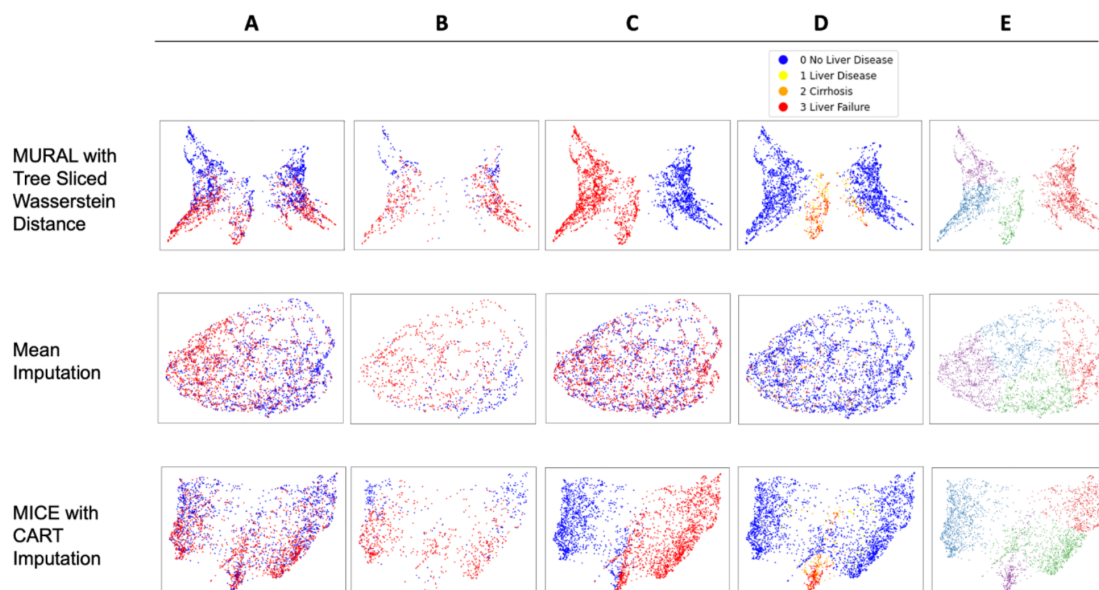 A B C D E
0 No Liver Disease
1 Liver Disease
2 Cirrhosis
3 Liver Failure
MURAL with
Tree Sliced
Wasserstein
Distance
Mean
Imputation
MICE with
CART
Imputation